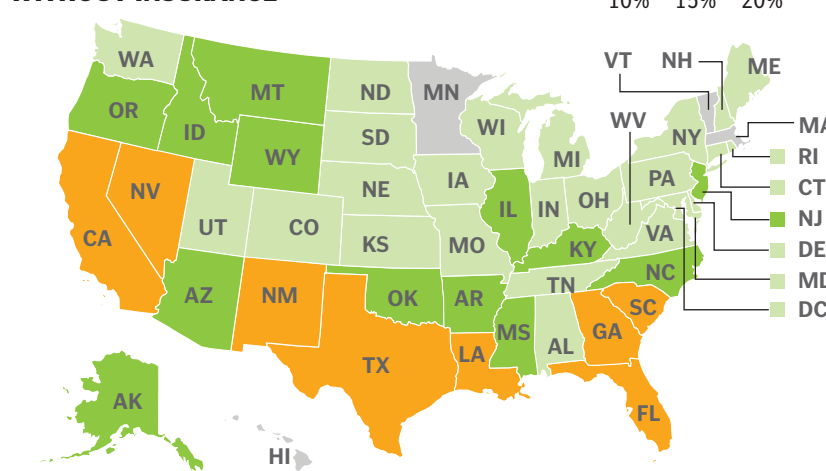 10% 15% 20%
WA
MT
ND
MN
VT NH
ME
OR
ID
WY
SD
WI
MI
WV
NY
MA
RI
CT
NJ
DE
MD
DC
NV
CA
UT
CO
NE
KS
IA
MO
IL
IN
OH
PA
KY
VA
TN
NC
AZ
NM
OK
AR
MS
AL
GA
SC
LA
TX
FL
AK
HI